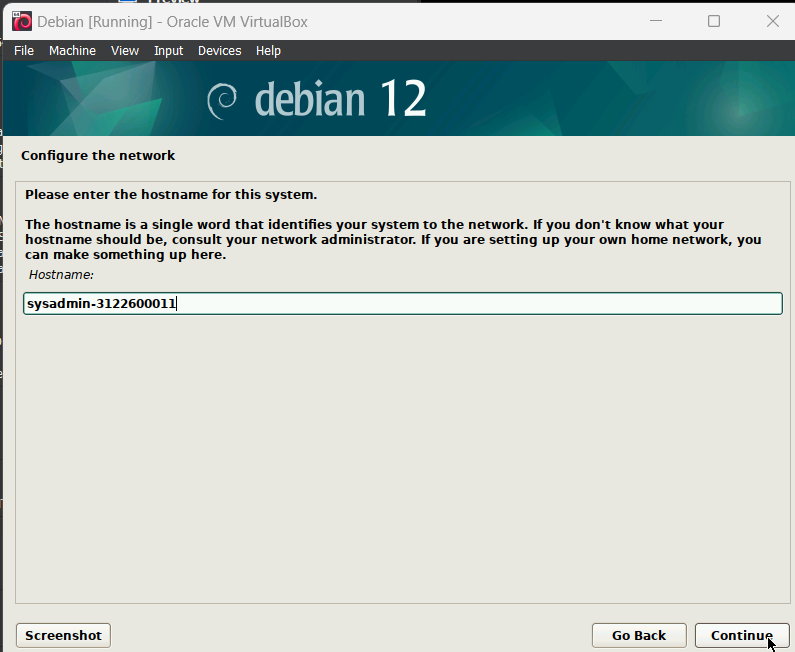 Debian [Running] - Oracle VM VirtualBox
File Machine View Input Devices Help
debian 12
Configure the network
Please enter the hostname for this system.
The hostname is a single word that identifies your system to the network. If you don't know what your
hostname should be, consult your network administrator. If you are setting up your own home network, you
can make something up here.
Hostname:
sysadmin-3122600011
Screenshot
Go Back
Continue